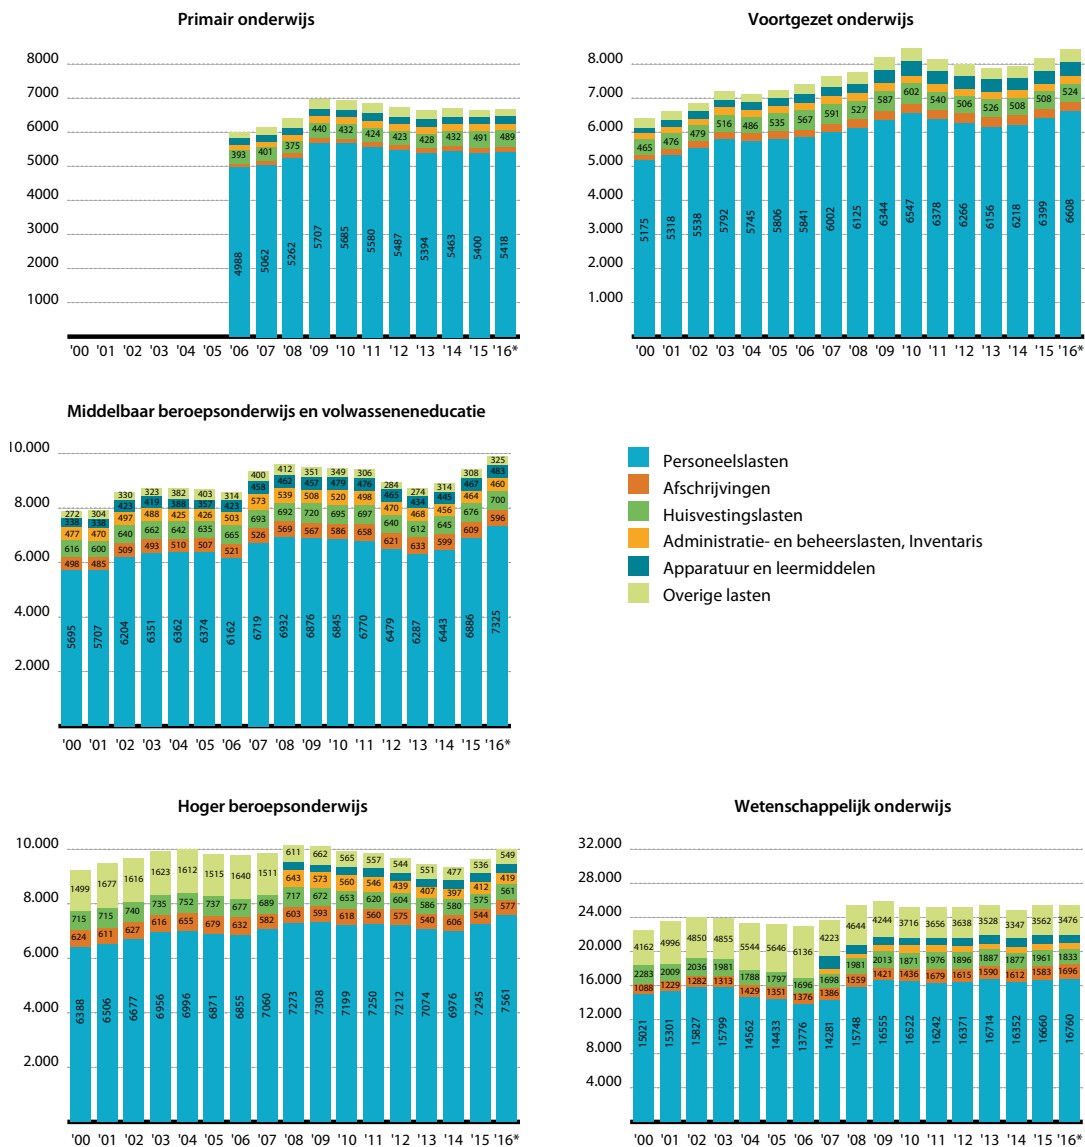 Primair onderwijs
8000
7000
6000
5000
4000
3000
2000
1000
393 401 375 440 432 424 423 428 432 491 489
4988 5062 5262 5707 5685 5580 5487 5394 5463 5400 5418
'00 '01 '02 '03 '04 '05 '06 '07 '08 '09 '10 '11 '12 '13 '14 '15 '16*
Voortgezet onderwijs
8.000
7.000
6.000
5.000
4.000
3.000
2.000
1.000
465 476 479 516 486 535 567 591 527 587 602 540 506 526 508 508 524
5175 5318 5538 5792 5745 5806 5841 6002 6125 6344 6547 6378 6266 6156 6218 6399 6608
'00 '01 '02 '03 '04 '05 '06 '07 '08 '09 '10 '11 '12 '13 '14 '15 '16*
Middelbaar beroepsonderwijs en volwasseneneducatie
10.000
8.000
6.000
4.000
2.000
272 304 330 323 382 403 314 400 412 351 349 306 284 274 314 308 325
338 338 423 419 388 357 423 458 462 457 479 476 465 434 445 467 483
477 470 497 488 425 426 503 573 539 508 520 498 470 468 456 464 460
616 600 640 662 642 635 665 693 692 720 695 697 640 612 645 676 700
498 485 509 493 510 507 521 526 569 567 586 658 621 633 599 609 596
5695 5707 6204 6351 6362 6374 6162 6719 6932 6876 6845 6770 6479 6287 6443 6886 7325
'00 '01 '02 '03 '04 '05 '06 '07 '08 '09 '10 '11 '12 '13 '14 '15 '16*
Personeelslasten
Afschrijvingen
Huisvestingslasten
Administratie- en beheerslasten, Inventaris
Apparatuur en leermiddelen
Overige lasten
Hoger beroepsonderwijs
10.000
8.000
6.000
4.000
2.000
1499 1677 1616 1623 1612 1515 1640 1511 611 662 565 557 544 551 477 536 549
643 573 560 546 439 407 397 412 419
715 715 740 735 752 737 677 689 717 672 653 620 604 586 580 575 561
624 611 627 616 655 679 632 582 603 593 618 560 575 540 606 544 577
6388 6506 6677 6956 6996 6871 6855 7060 7273 7308 7199 7250 7212 7074 6976 7245 7561
'00 '01 '02 '03 '04 '05 '06 '07 '08 '09 '10 '11 '12 '13 '14 '15 '16*
Wetenschappelijk onderwijs
32.000
28.000
24.000
20.000
16.000
12.000
8.000
4.000
4162 4996 4850 4855 5544 5646 6136 4223 4644 4244 3716 3656 3638 3528 3347 3562 3476
2283 2009 2036 1981 1788 1797 1696 1698 1981 2013 1871 1976 1896 1887 1877 1961 1833
1088 1229 1282 1313 1429 1351 1376 1386 1559 1421 1436 1679 1615 1590 1612 1583 1696
15021 15301 15827 15799 14562 14433 13776 14281 15748 16555 16522 16242 16371 16714 16352 16660 16760
'00 '01 '02 '03 '04 '05 '06 '07 '08 '09 '10 '11 '12 '13 '14 '15 '16*